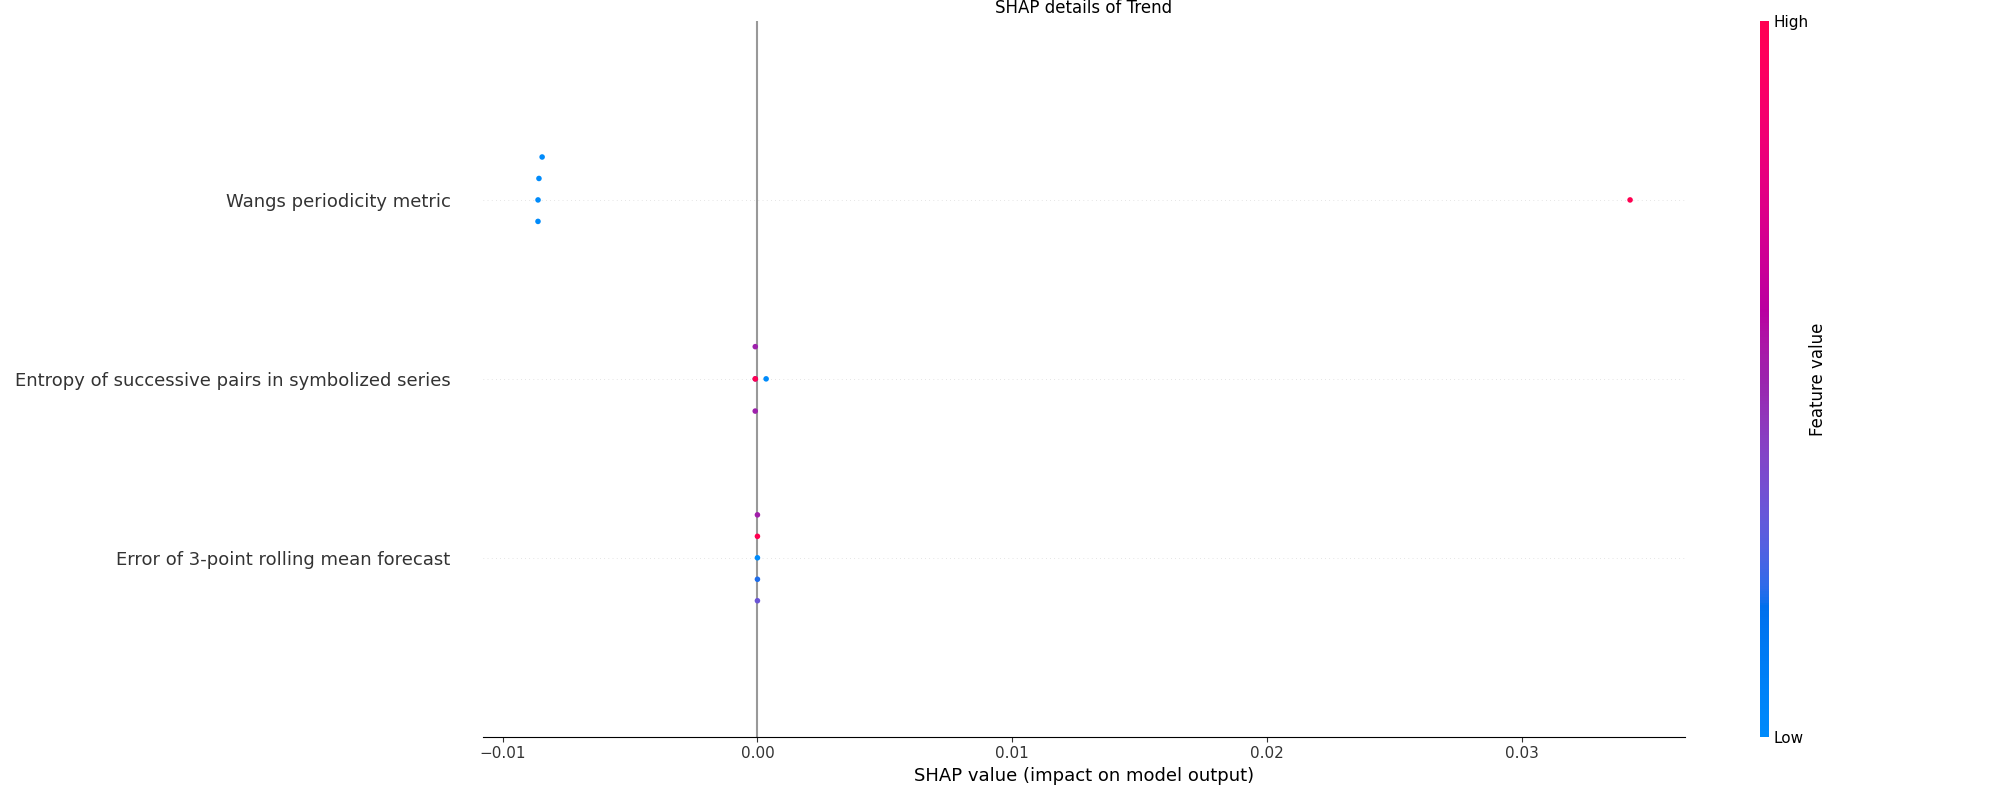 SHAP details of Trend
High
Wangs periodicity metric
Entropy of successive pairs in symbolized series
Error of 3-point rolling mean forecast
Feature value
Low
−0.01
0.00
0.01
0.02
0.03
SHAP value (impact on model output)